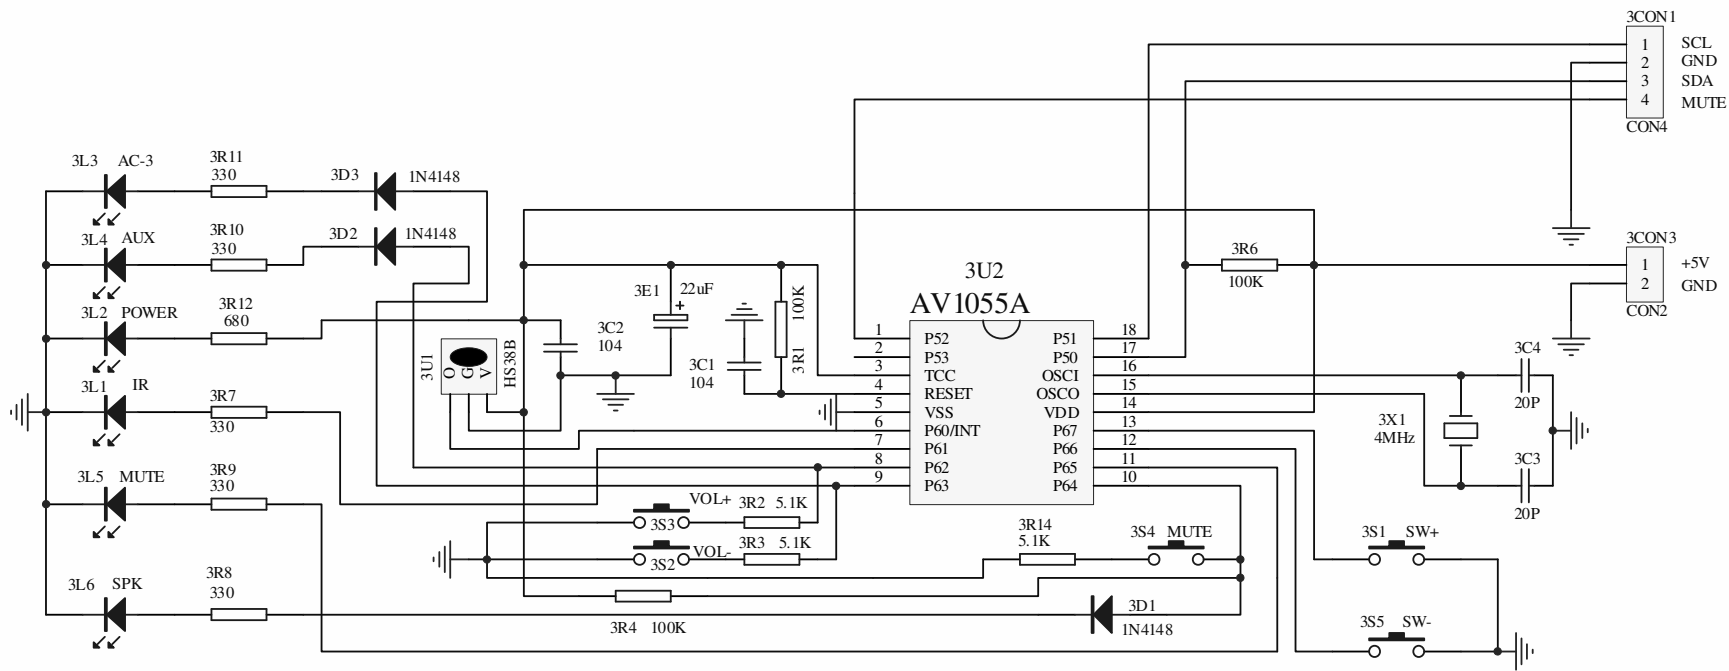 3CON1
1 SCL
2 GND
3 SDA
4 MUTE
CON4
3L3 AC-3
3R11
330
3D3 1N4148
3L4 AUX
3R10
330
3D2 1N4148
3R6
100K
3CON3
1 +5V
2 GND
CON2
3U2
AV1055A
3L2 POWER
3R12
680
3E1 22uF
3C2
104
3C1
104
100K
3R1
3U1
O
G
V
HS38B
1 P52
2 P53
3 TCC
4 RESET
5 VSS
6 P60/INT
7 P61
8 P62
9 P63
P51 18
P50 17
OSCI 16
OSCO 15
VDD 14
P67 13
P66 12
P65 11
P64 10
3C4
20P
3X1
4MHz
3C3
20P
3L1 IR
3R7
330
3L5 MUTE
3R9
330
VOL+
3S3
3R2 5.1K
VOL-
3S2
3R3 5.1K
3R14
5.1K
3S4 MUTE
3S1 SW+
3L6 SPK
3R8
330
3R4 100K
3D1
1N4148
3S5 SW-